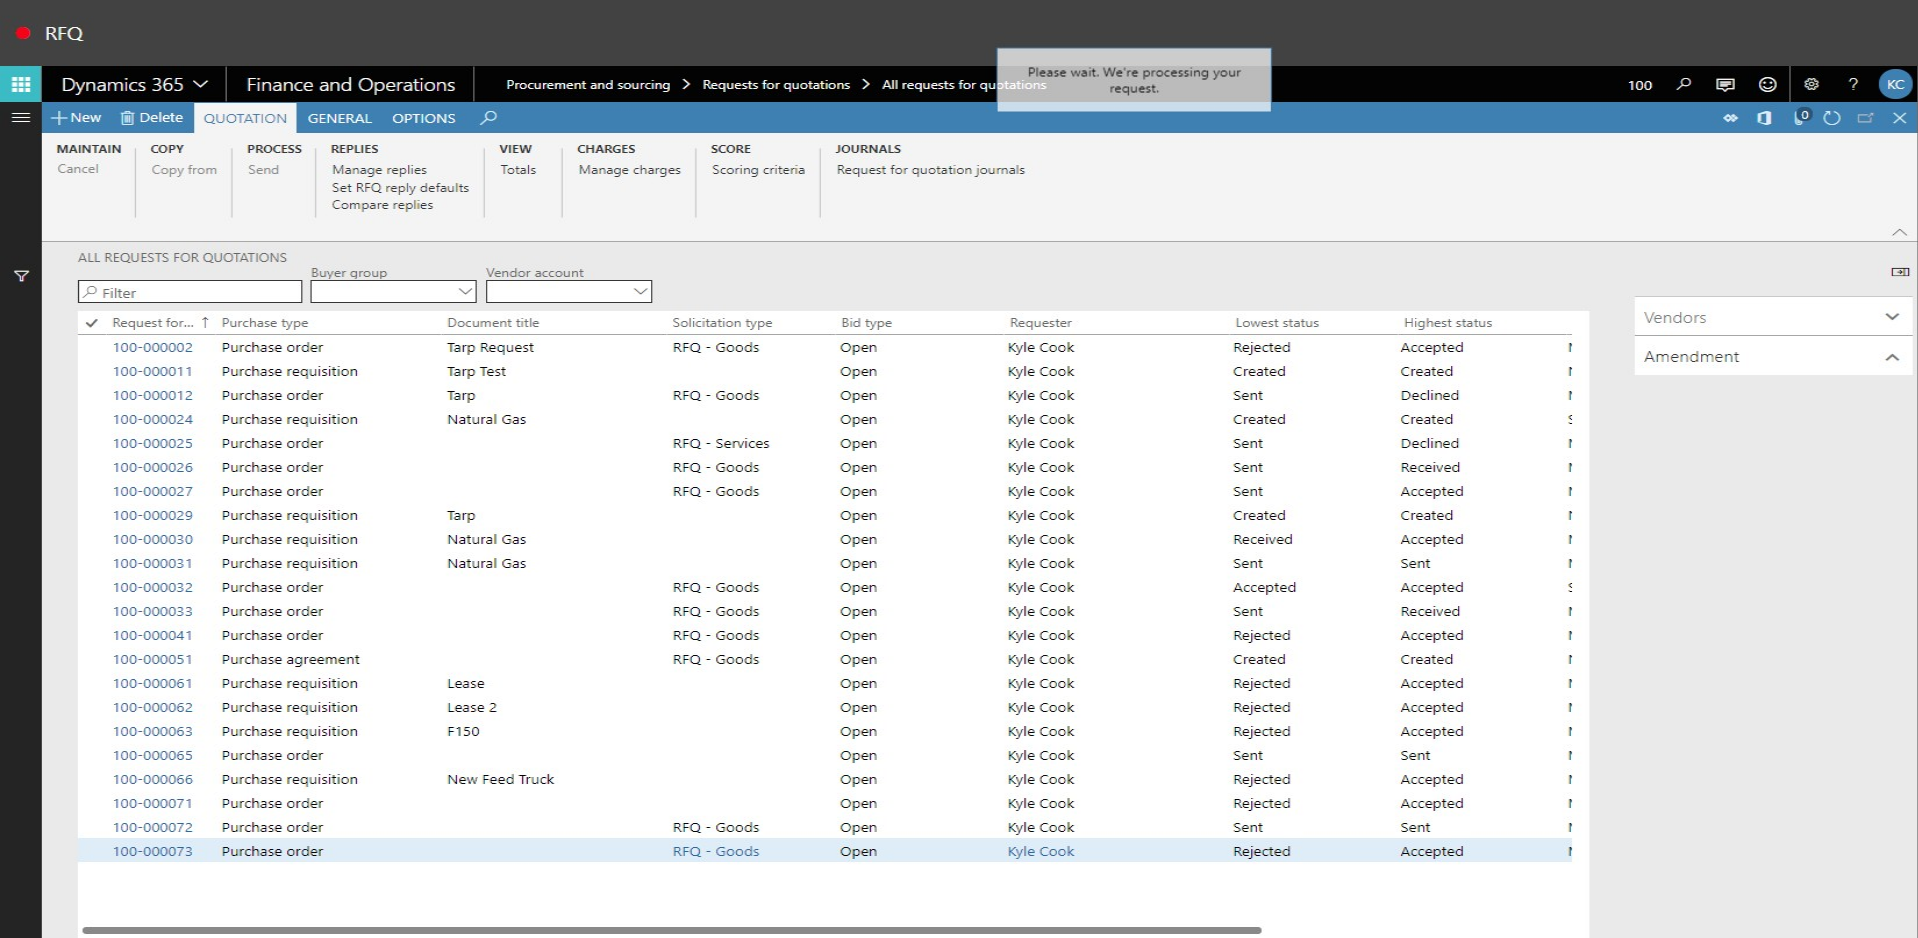 RFQ
Dynamics 365 Finance and Operations Procurement and sourcing > Requests for quotations > All requests for quotations 100 ? KC
Please wait. We're processing your
request.
New Delete QUOTATION GENERAL OPTIONS 0
MAINTAIN COPY PROCESS REPLIES VIEW CHARGES SCORE JOURNALS
Cancel Copy from Send Manage replies Totals Manage charges Scoring criteria Request for quotation journals
Set RFQ reply defaults
Compare replies
ALL REQUESTS FOR QUOTATIONS
Buyer group Vendor account
Filter
Vendors
Amendment
Request for... ↑ Purchase type Document title Solicitation type Bid type Requester Lowest status Highest status
100-000002 Purchase order Tarp Request RFQ - Goods Open Kyle Cook Rejected Accepted
100-000011 Purchase requisition Tarp Test Open Kyle Cook Created Created
100-000012 Purchase order Tarp RFQ - Goods Open Kyle Cook Sent Declined
100-000024 Purchase requisition Natural Gas Open Kyle Cook Created Created
100-000025 Purchase order RFQ - Services Open Kyle Cook Sent Declined
100-000026 Purchase order RFQ - Goods Open Kyle Cook Sent Received
100-000027 Purchase order RFQ - Goods Open Kyle Cook Sent Accepted
100-000029 Purchase requisition Tarp Open Kyle Cook Created Created
100-000030 Purchase requisition Natural Gas Open Kyle Cook Received Accepted
100-000031 Purchase requisition Natural Gas Open Kyle Cook Sent Sent
100-000032 Purchase order RFQ - Goods Open Kyle Cook Accepted Accepted
100-000033 Purchase order RFQ - Goods Open Kyle Cook Sent Received
100-000041 Purchase order RFQ - Goods Open Kyle Cook Rejected Accepted
100-000051 Purchase agreement RFQ - Goods Open Kyle Cook Created Created
100-000061 Purchase requisition Lease Open Kyle Cook Rejected Accepted
100-000062 Purchase requisition Lease 2 Open Kyle Cook Rejected Accepted
100-000063 Purchase requisition F150 Open Kyle Cook Rejected Accepted
100-000065 Purchase order Open Kyle Cook Sent Sent
100-000066 Purchase requisition New Feed Truck Open Kyle Cook Rejected Accepted
100-000071 Purchase order Open Kyle Cook Rejected Accepted
100-000072 Purchase order RFQ - Goods Open Kyle Cook Sent Sent
100-000073 Purchase order RFQ - Goods Open Kyle Cook Rejected Accepted